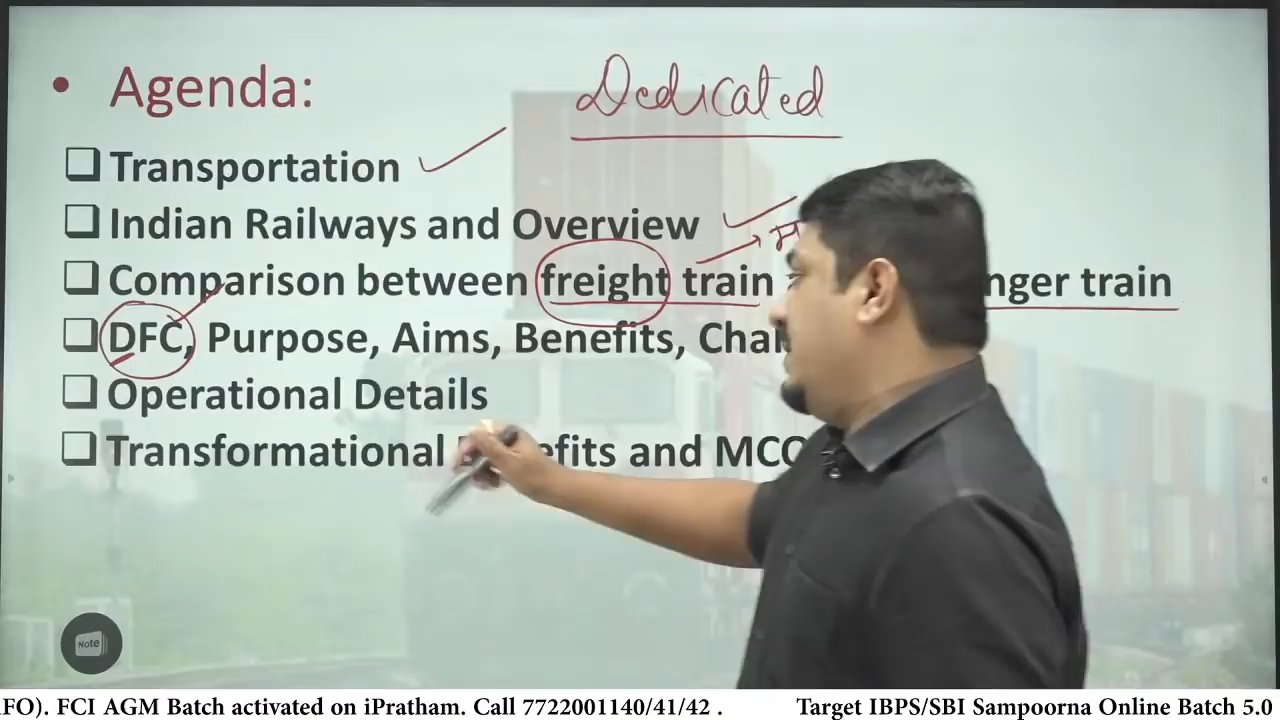 • Agenda:
Dedicated
❑ Transportation
❑ Indian Railways and Overview
❑ Comparison between freight train nger train
❑ DFC, Purpose, Aims, Benefits, Chal
❑ Operational Details
❑ Transformational efits and MCQ
Note
FO). FCI AGM Batch activated on iPratham. Call 7722001140/41/42 . Target IBPS/SBI Sampoorna Online Batch 5.0